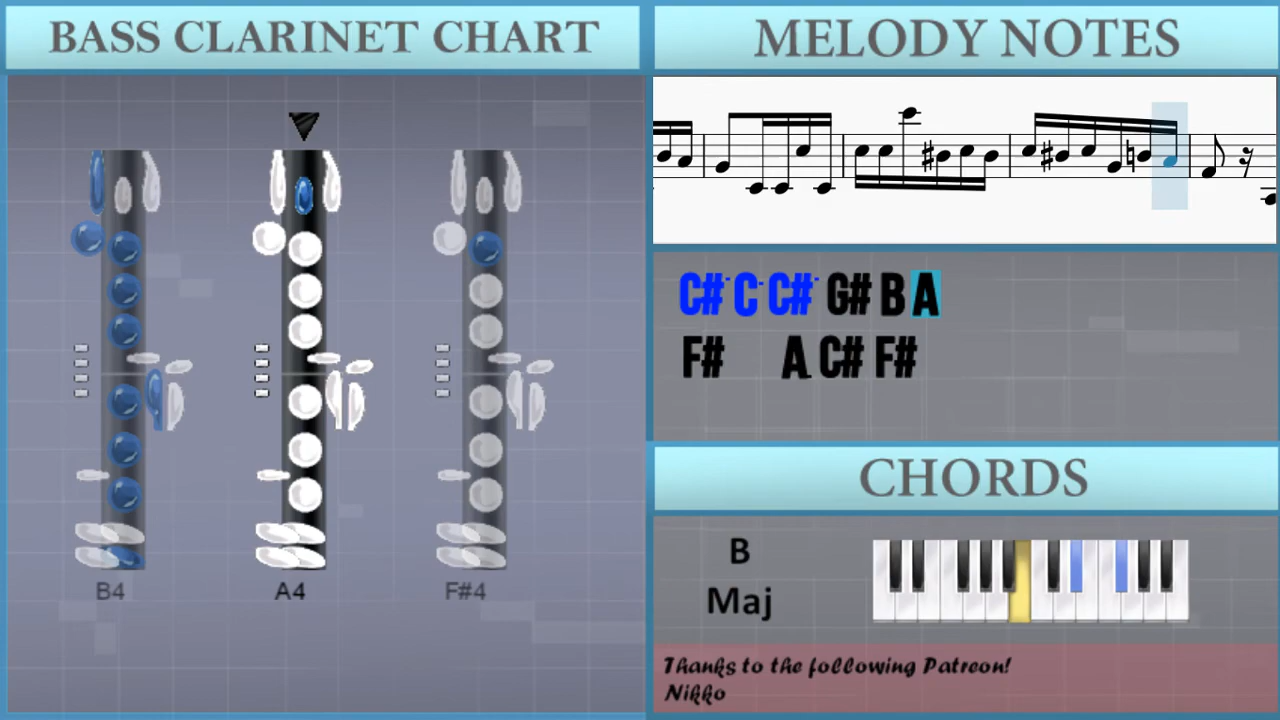 BASS CLARINET CHART
B4 A4 F#4
MELODY NOTES
C#- C- C#- G# B A
F# A C# F#
CHORDS
B
Maj
Thanks to the following Patreon!
Nikko